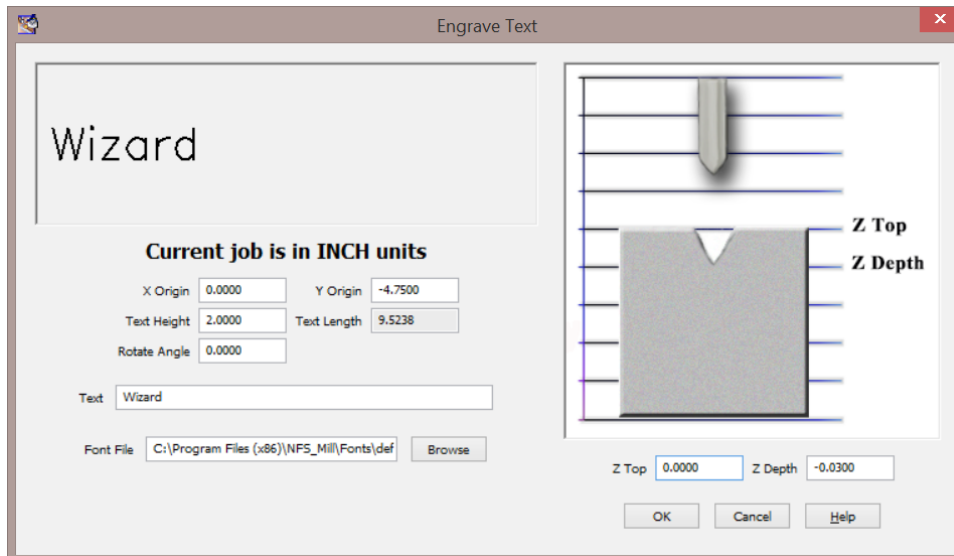 Engrave Text
Wizard
Current job is in INCH units
X Origin 0.0000 Y Origin -4.7500
Text Height 2.0000 Text Length 9.5238
Rotate Angle 0.0000
Text Wizard
Font File C:\Program Files (x86)\NFS_Mill\Fonts\def Browse
Z Top
Z Depth
Z Top 0.0000 Z Depth -0.0300
OK Cancel Help